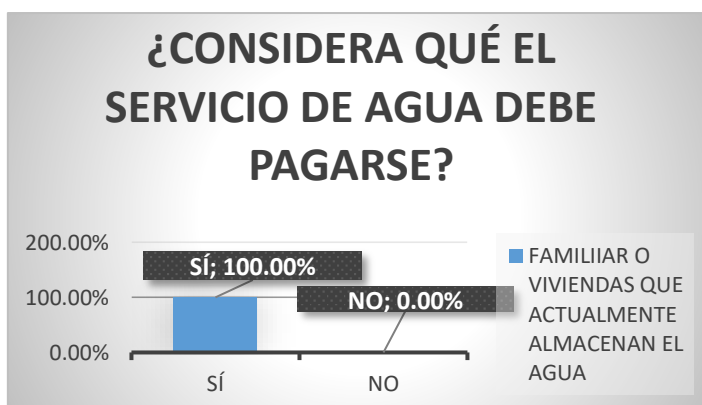 ¿CONSIDERA QUÉ EL
SERVICIO DE AGUA DEBE
PAGARSE?
200.00%
SÍ; 100.00%
100.00%
NO; 0.00%
0.00%
SÍ
NO
FAMILIIAR O
VIVIENDAS QUE
ACTUALMENTE
ALMACENAN EL
AGUA